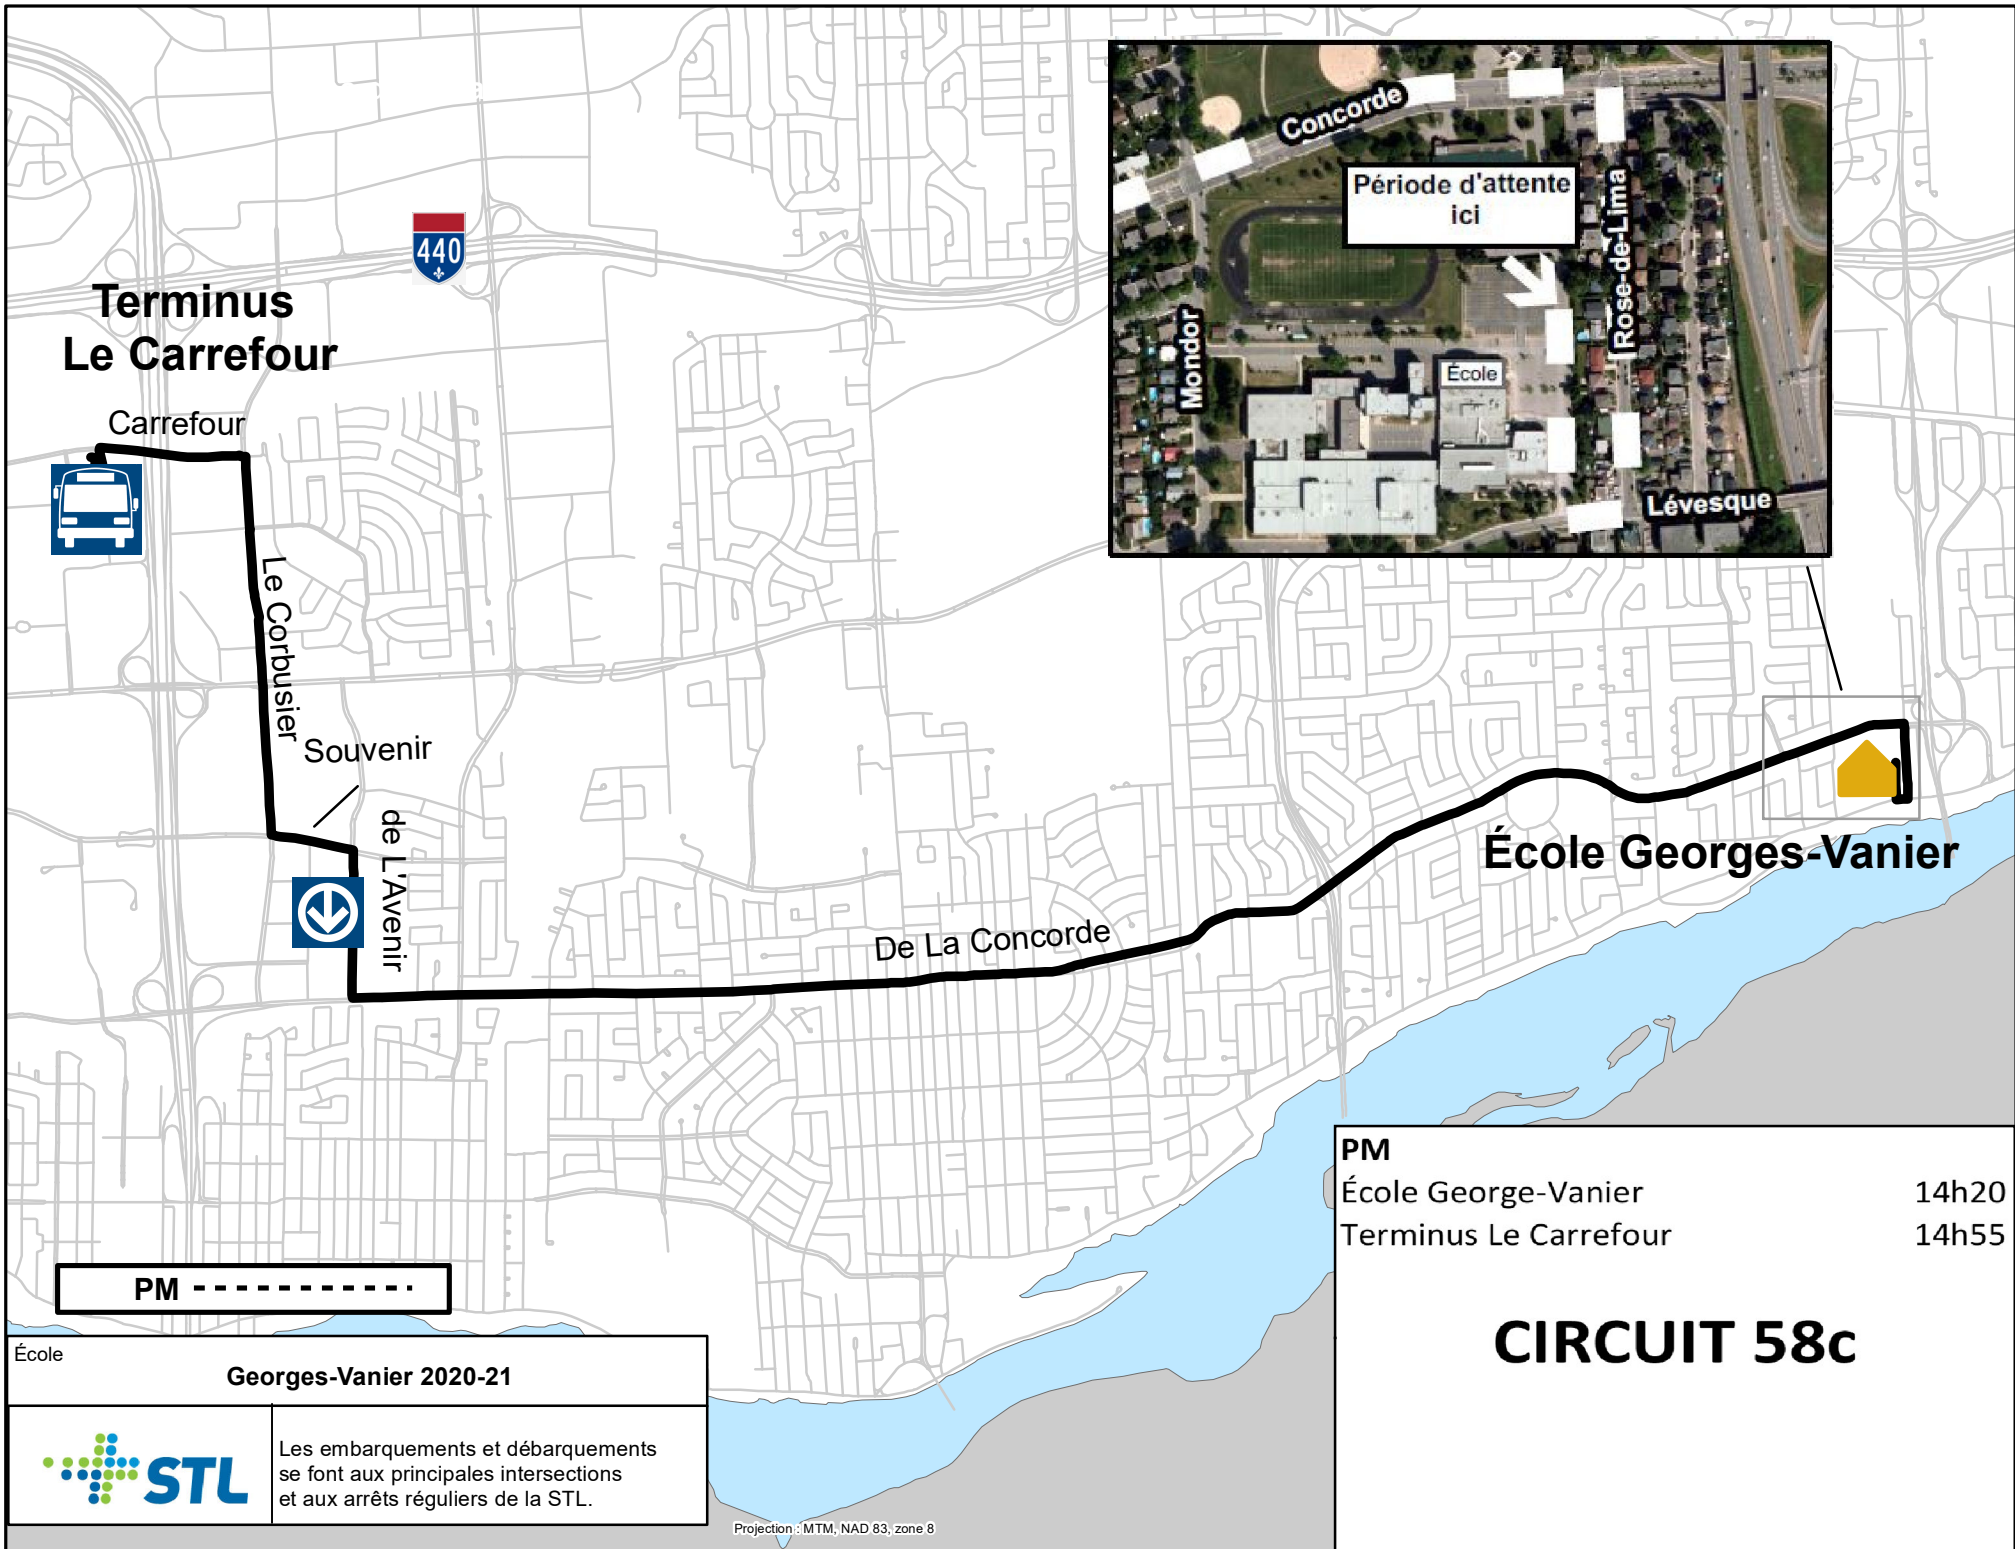 440
Terminus
Le Carrefour
Carrefour
Le Corbusier
Souvenir
de L'Avenir
De La Concorde
École Georges-Vanier
Concorde
Période d'attente
ici
Rose-de-Lima
Mondor
École
Lévesque
PM
École George-Vanier 14h20
Terminus Le Carrefour 14h55
CIRCUIT 58c
PM
École
Georges-Vanier 2020-21
STL
Les embarquements et débarquements
se font aux principales intersections
et aux arrêts réguliers de la STL.
Projection : MTM, NAD 83, zone 8